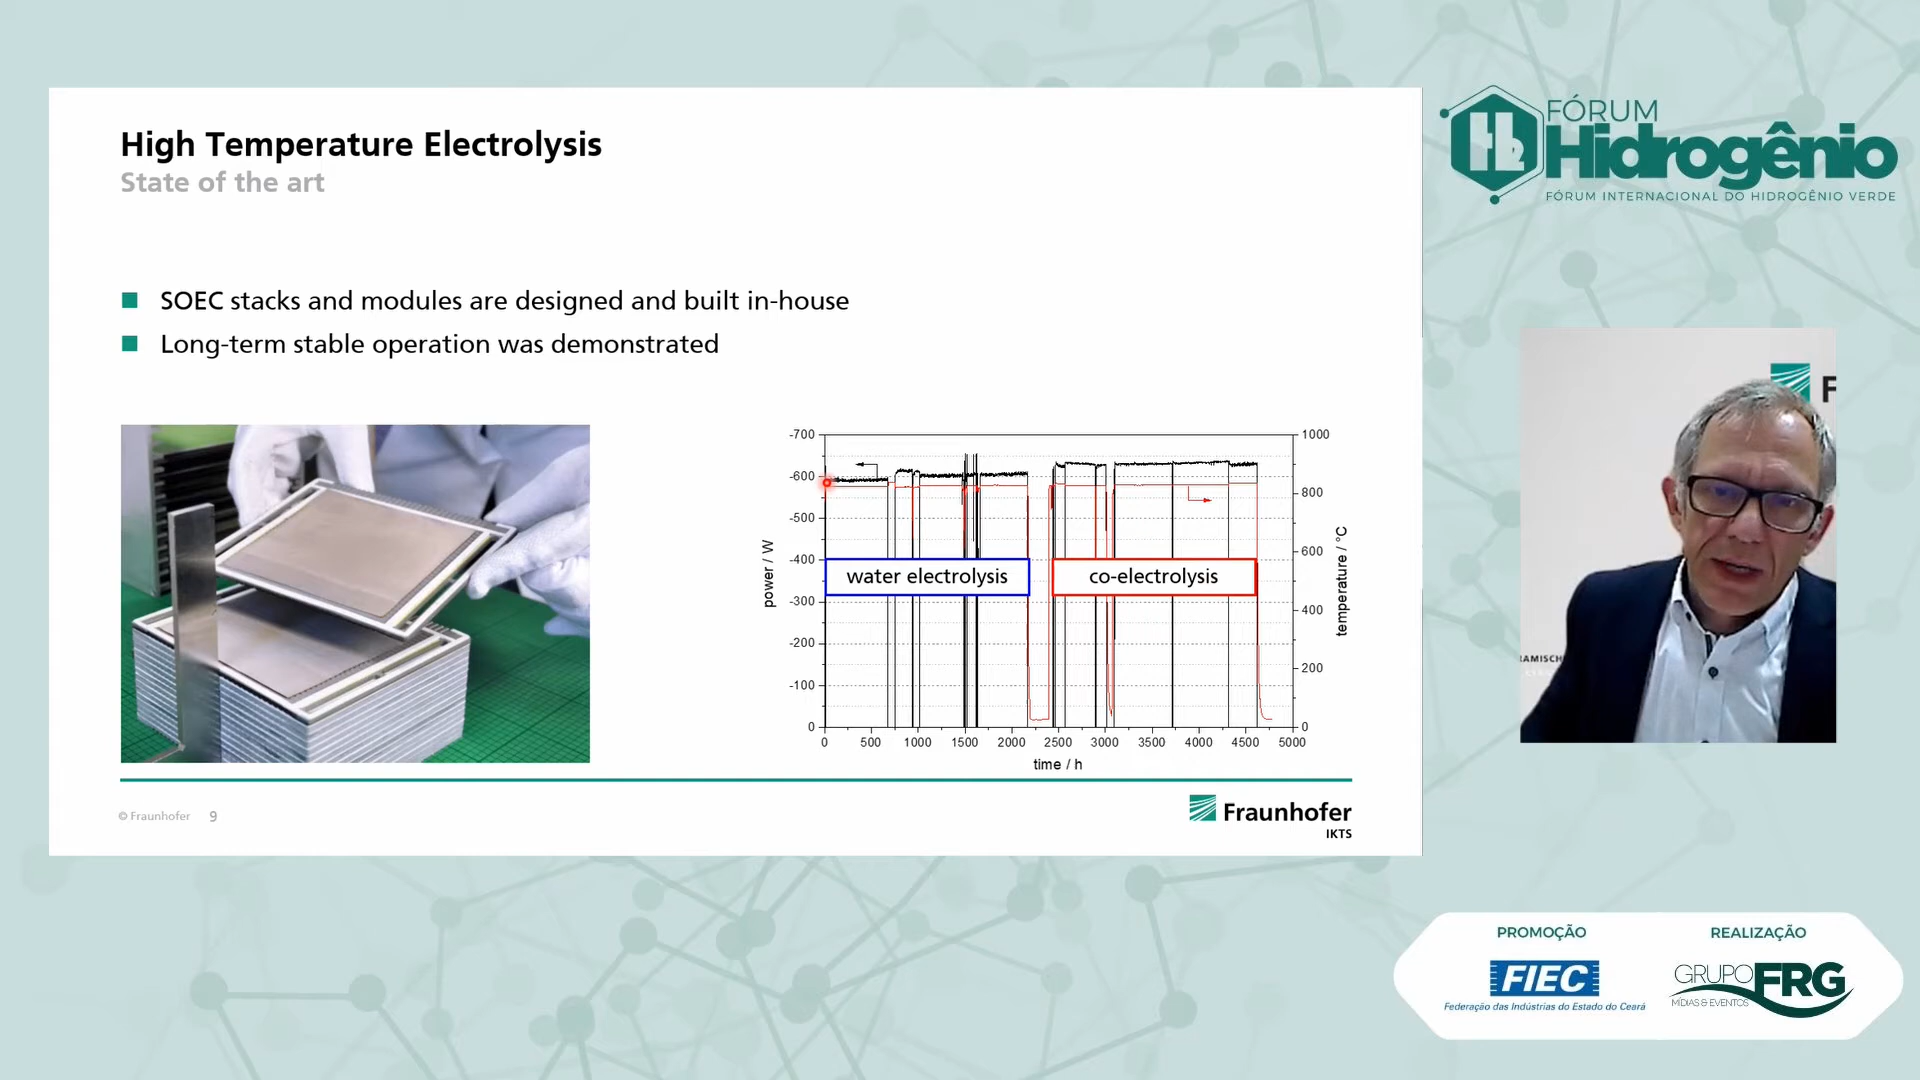 High Temperature Electrolysis
State of the art
SOEC stacks and modules are designed and built in-house
Long-term stable operation was demonstrated
-700
-600
-500
-400
-300
-200
-100
0
power / W
1000
800
600
400
200
0
temperature / °C
water electrolysis
co-electrolysis
0 500 1000 1500 2000 2500 3000 3500 4000 4500 5000
time / h
© Fraunhofer 9
Fraunhofer
IKTS
H2
FÓRUM
Hidrogênio
FÓRUM INTERNACIONAL DO HIDROGÊNIO VERDE
F
RAMISCH
PROMOÇÃO
FIEC
Federação das Indústrias do Estado do Ceará
REALIZAÇÃO
GRUPO FRG
MÍDIAS & EVENTOS